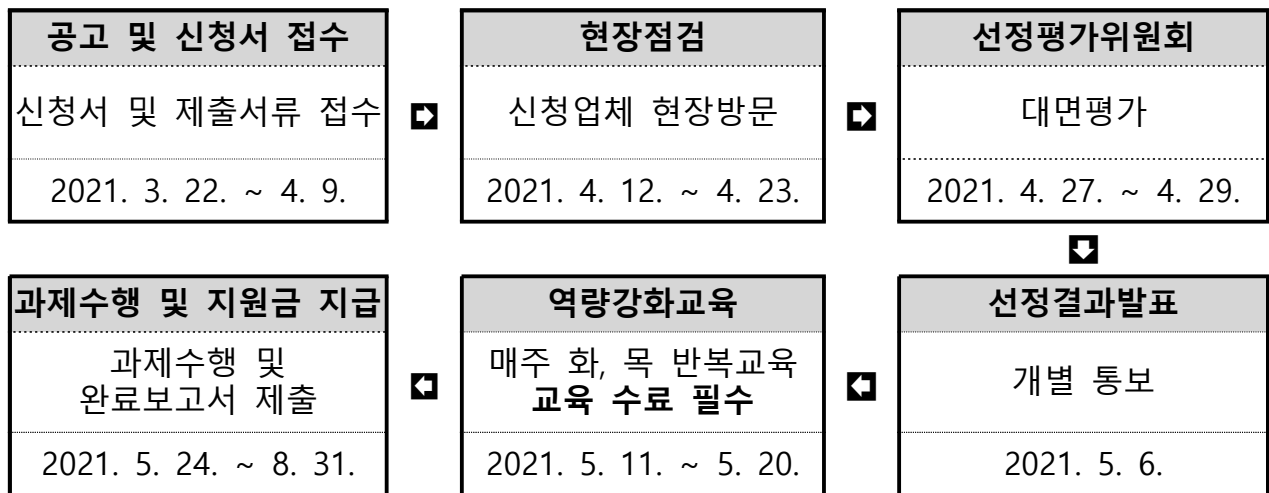 공고 및 신청서 접수
신청서 및 제출서류 접수
2021. 3. 22. ~ 4. 9.
현장점검
신청업체 현장방문
2021. 4. 12. ~ 4. 23.
선정평가위원회
대면평가
2021. 4. 27. ~ 4. 29.
선정결과발표
개별 통보
2021. 5. 6.
역량강화교육
매주 화, 목 반복교육
교육 수료 필수
2021. 5. 11. ~ 5. 20.
과제수행 및 지원금 지급
과제수행 및
완료보고서 제출
2021. 5. 24. ~ 8. 31.